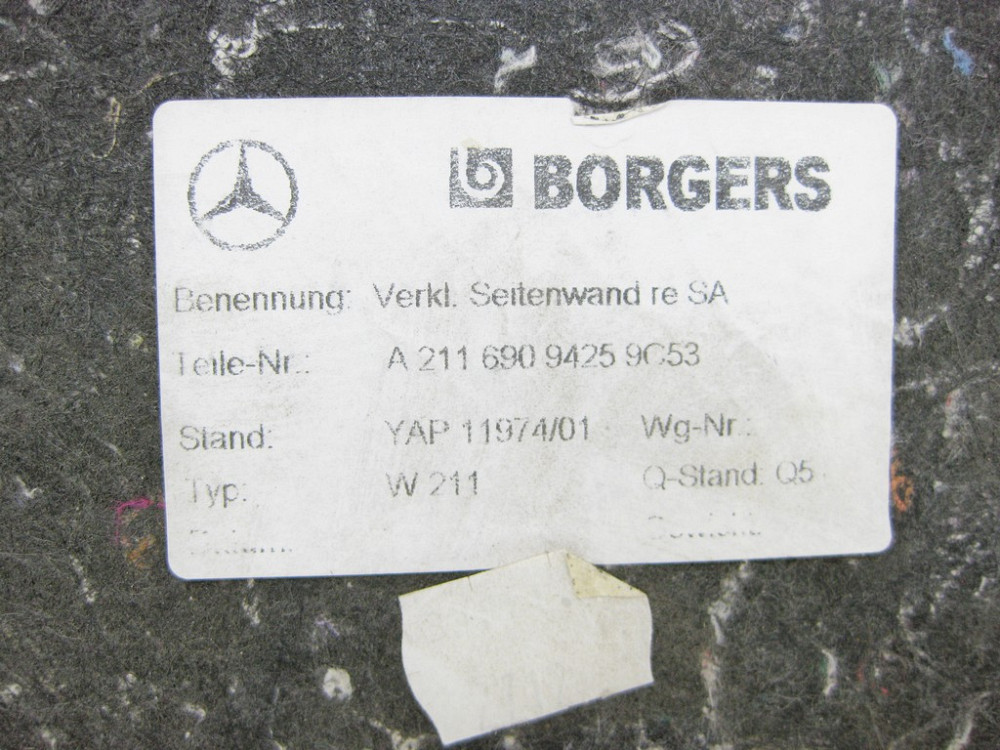 BORGERS
Benennung: Verkl. Seitenwand re SA
Teile-Nr.: A 211 690 9425 9C53
Stand: YAP 11974/01 Wg-Nr.:
Typ: W 211 Q-Stand: Q5